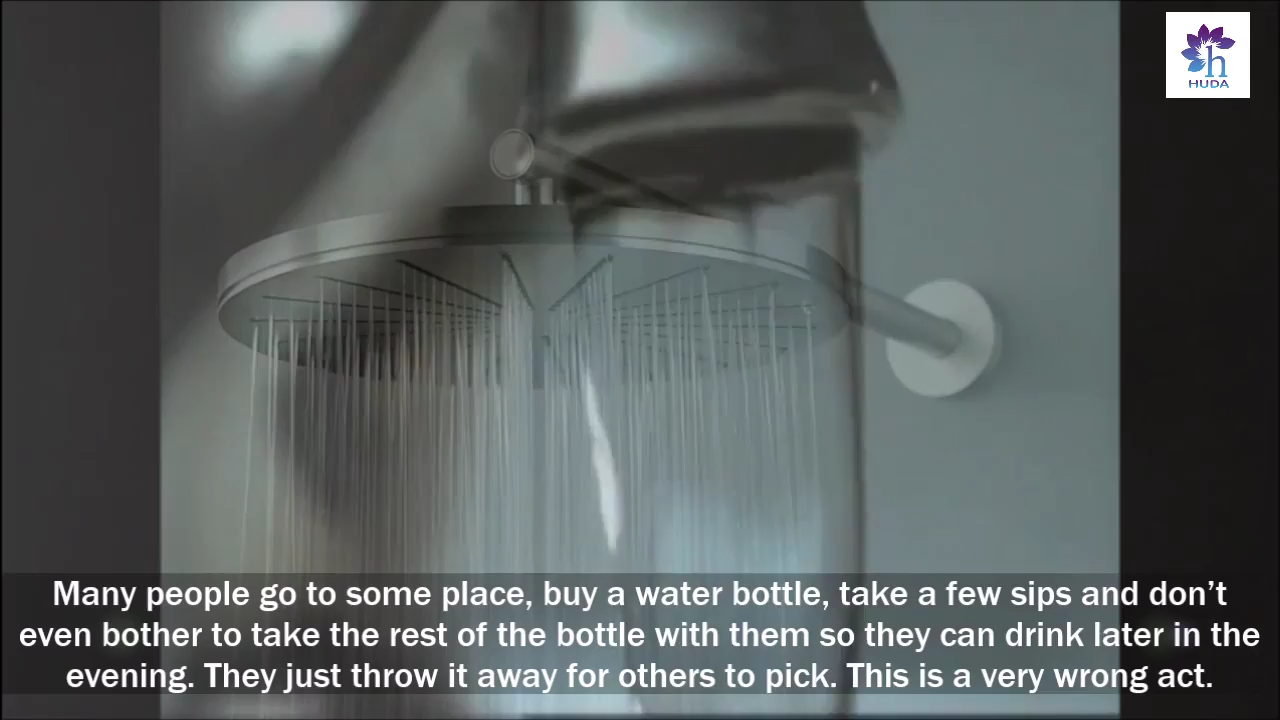 h
HUDA
Many people go to some place, buy a water bottle, take a few sips and don’t
even bother to take the rest of the bottle with them so they can drink later in the
evening. They just throw it away for others to pick. This is a very wrong act.